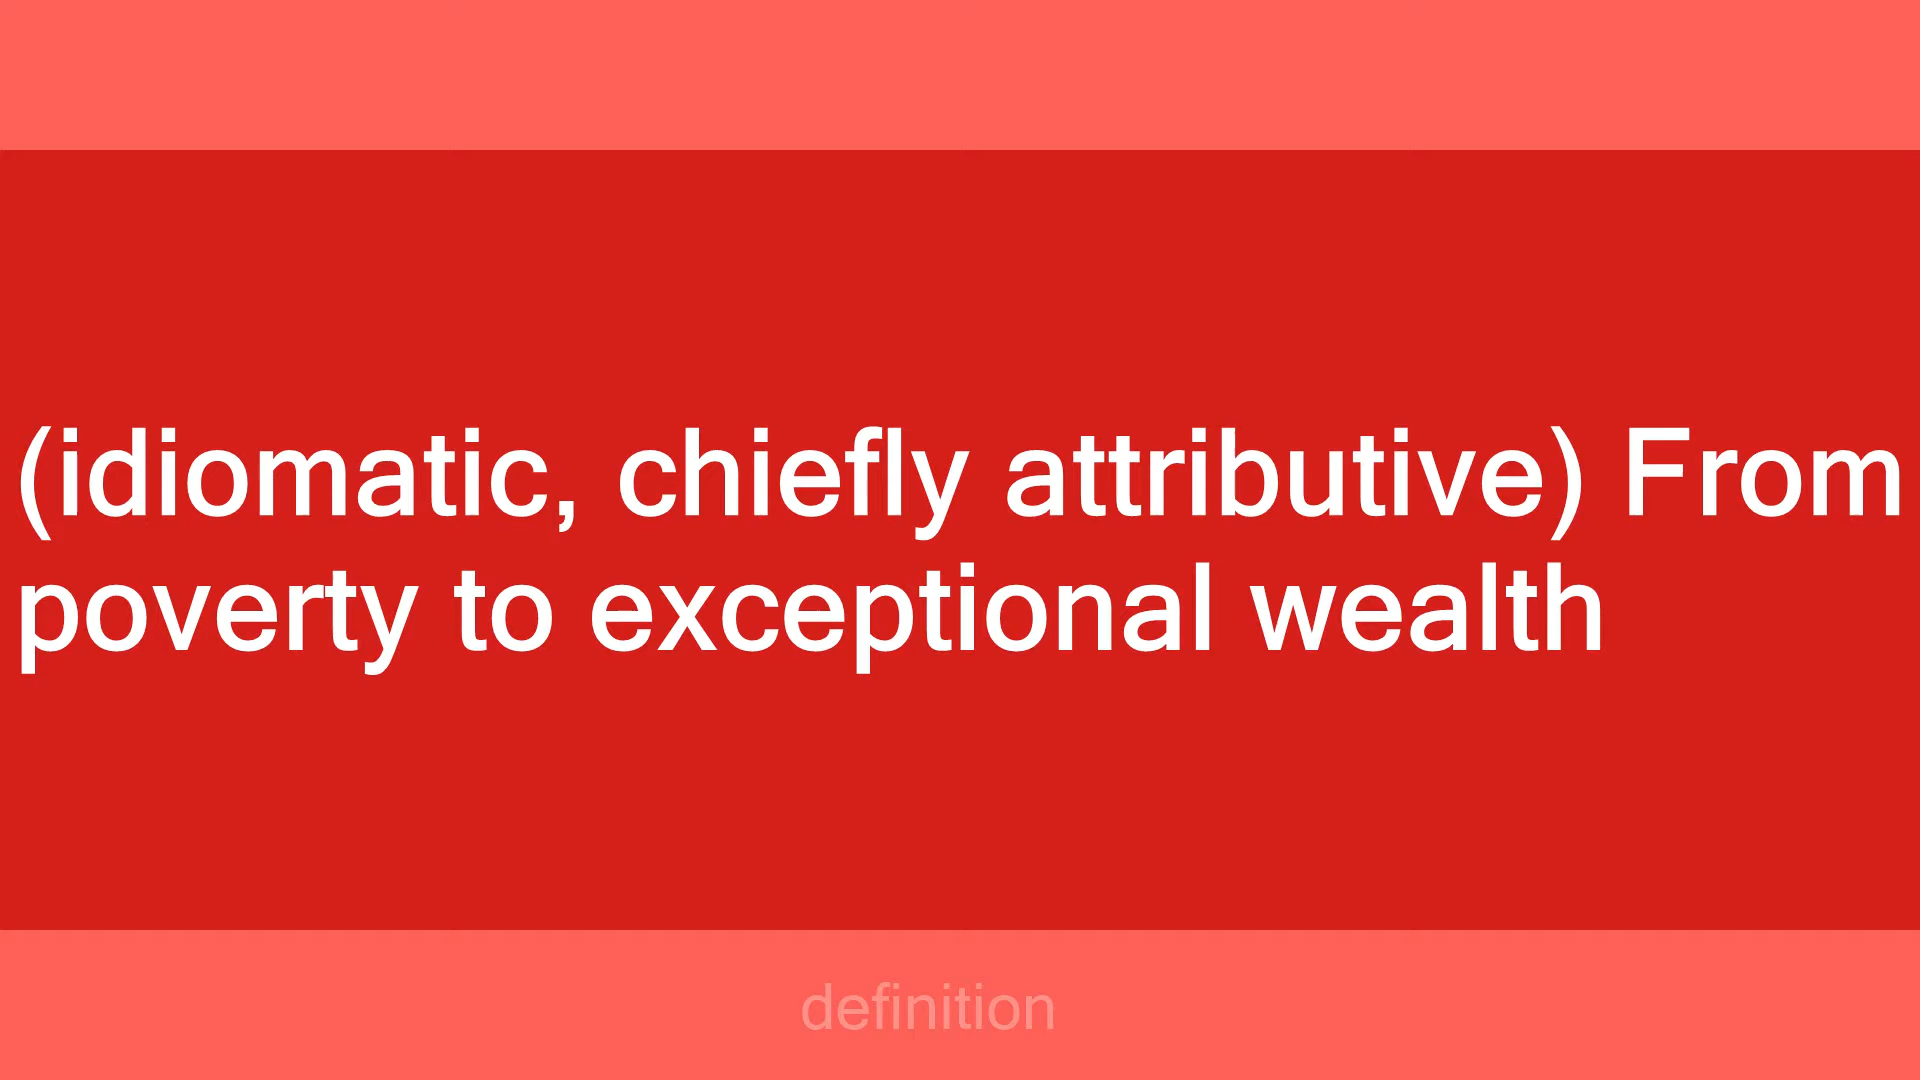 (idiomatic, chiefly attributive) From
poverty to exceptional wealth
definition